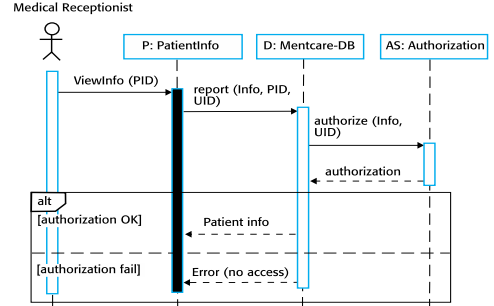 Medical Receptionist
P: PatientInfo
D: Mentcare-DB
AS: Authorization
ViewInfo (PID)
report (Info, PID,
UID)
authorize (Info,
UID)
authorization
alt
[authorization OK]
Patient info
[authorization fail]
Error (no access)